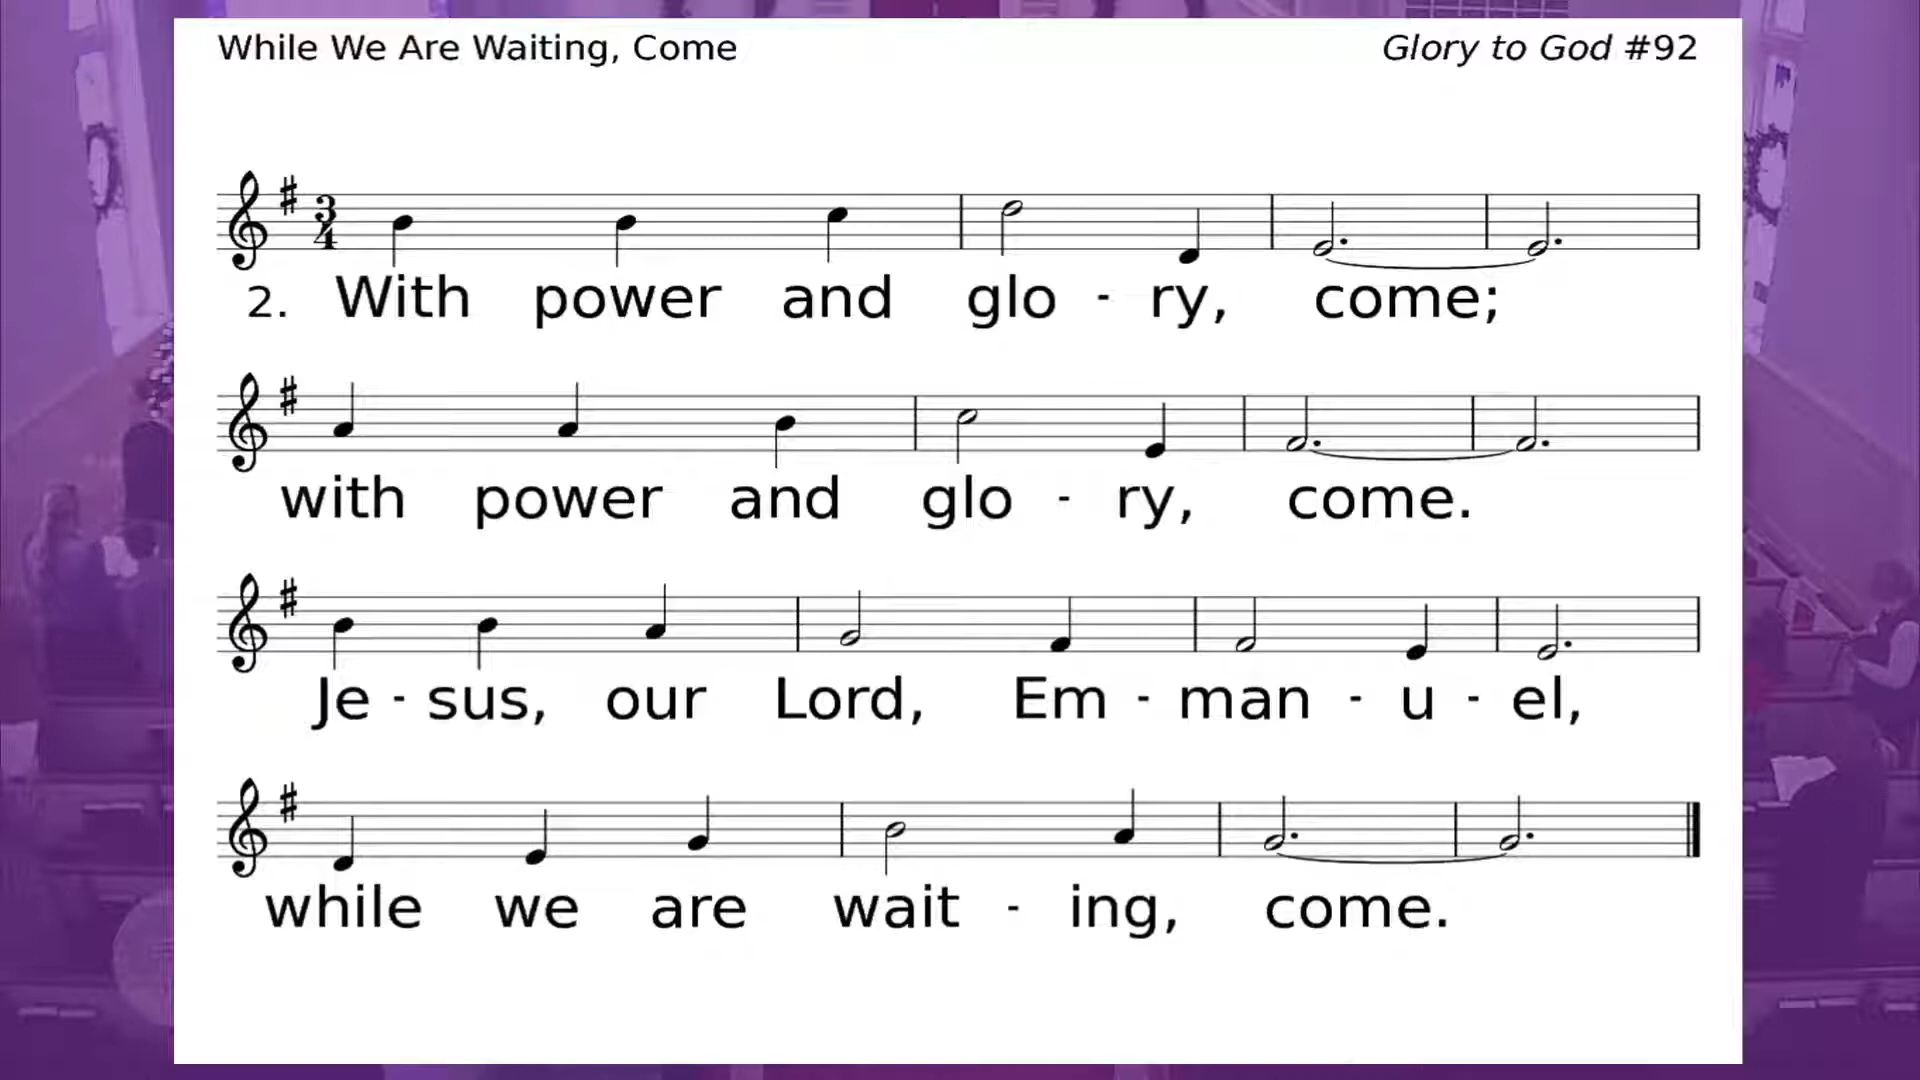 While We Are Waiting, Come
Glory to God #92
2. With power and glo - ry, come;
with power and glo - ry, come.
Je - sus, our Lord, Em - man - u - el,
while we are wait - ing, come.